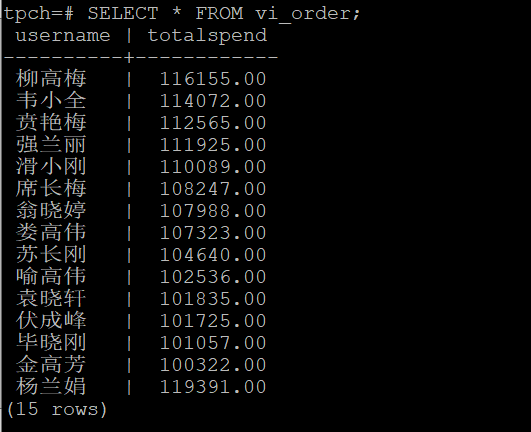 tpch=# SELECT * FROM vi_order;
username | totalspend
----------+------------
柳高梅 | 116155.00
韦小全 | 114072.00
贲艳梅 | 112565.00
强兰丽 | 111925.00
滑小刚 | 110089.00
席长梅 | 108247.00
翁晓婷 | 107988.00
娄高伟 | 107323.00
苏长刚 | 104640.00
喻高伟 | 102536.00
袁晓轩 | 101835.00
伏成峰 | 101725.00
毕晓刚 | 101057.00
金高芳 | 100322.00
杨兰娟 | 119391.00
(15 rows)